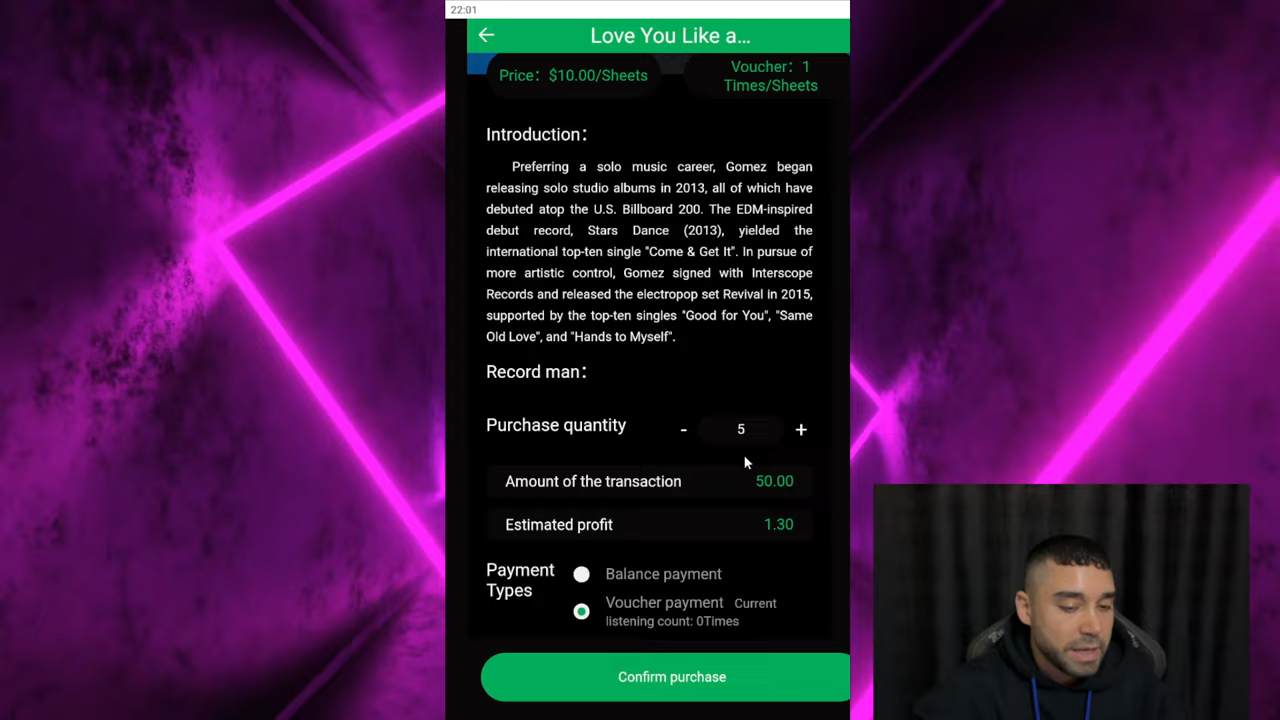 22:01
Love You Like a...
Price: $10.00/Sheets
Voucher: 1
Times/Sheets
Introduction:
Preferring a solo music career, Gomez began
releasing solo studio albums in 2013, all of which have
debuted atop the U.S. Billboard 200. The EDM-inspired
debut record, Stars Dance (2013), yielded the
international top-ten single "Come & Get It". In pursue of
more artistic control, Gomez signed with Interscope
Records and released the electropop set Revival in 2015,
supported by the top-ten singles "Good for You", "Same
Old Love", and "Hands to Myself".
Record man:
Purchase quantity - 5 +
Amount of the transaction 50.00
Estimated profit 1.30
Payment
Types
Balance payment
Voucher payment Current
listening count: 0Times
Confirm purchase